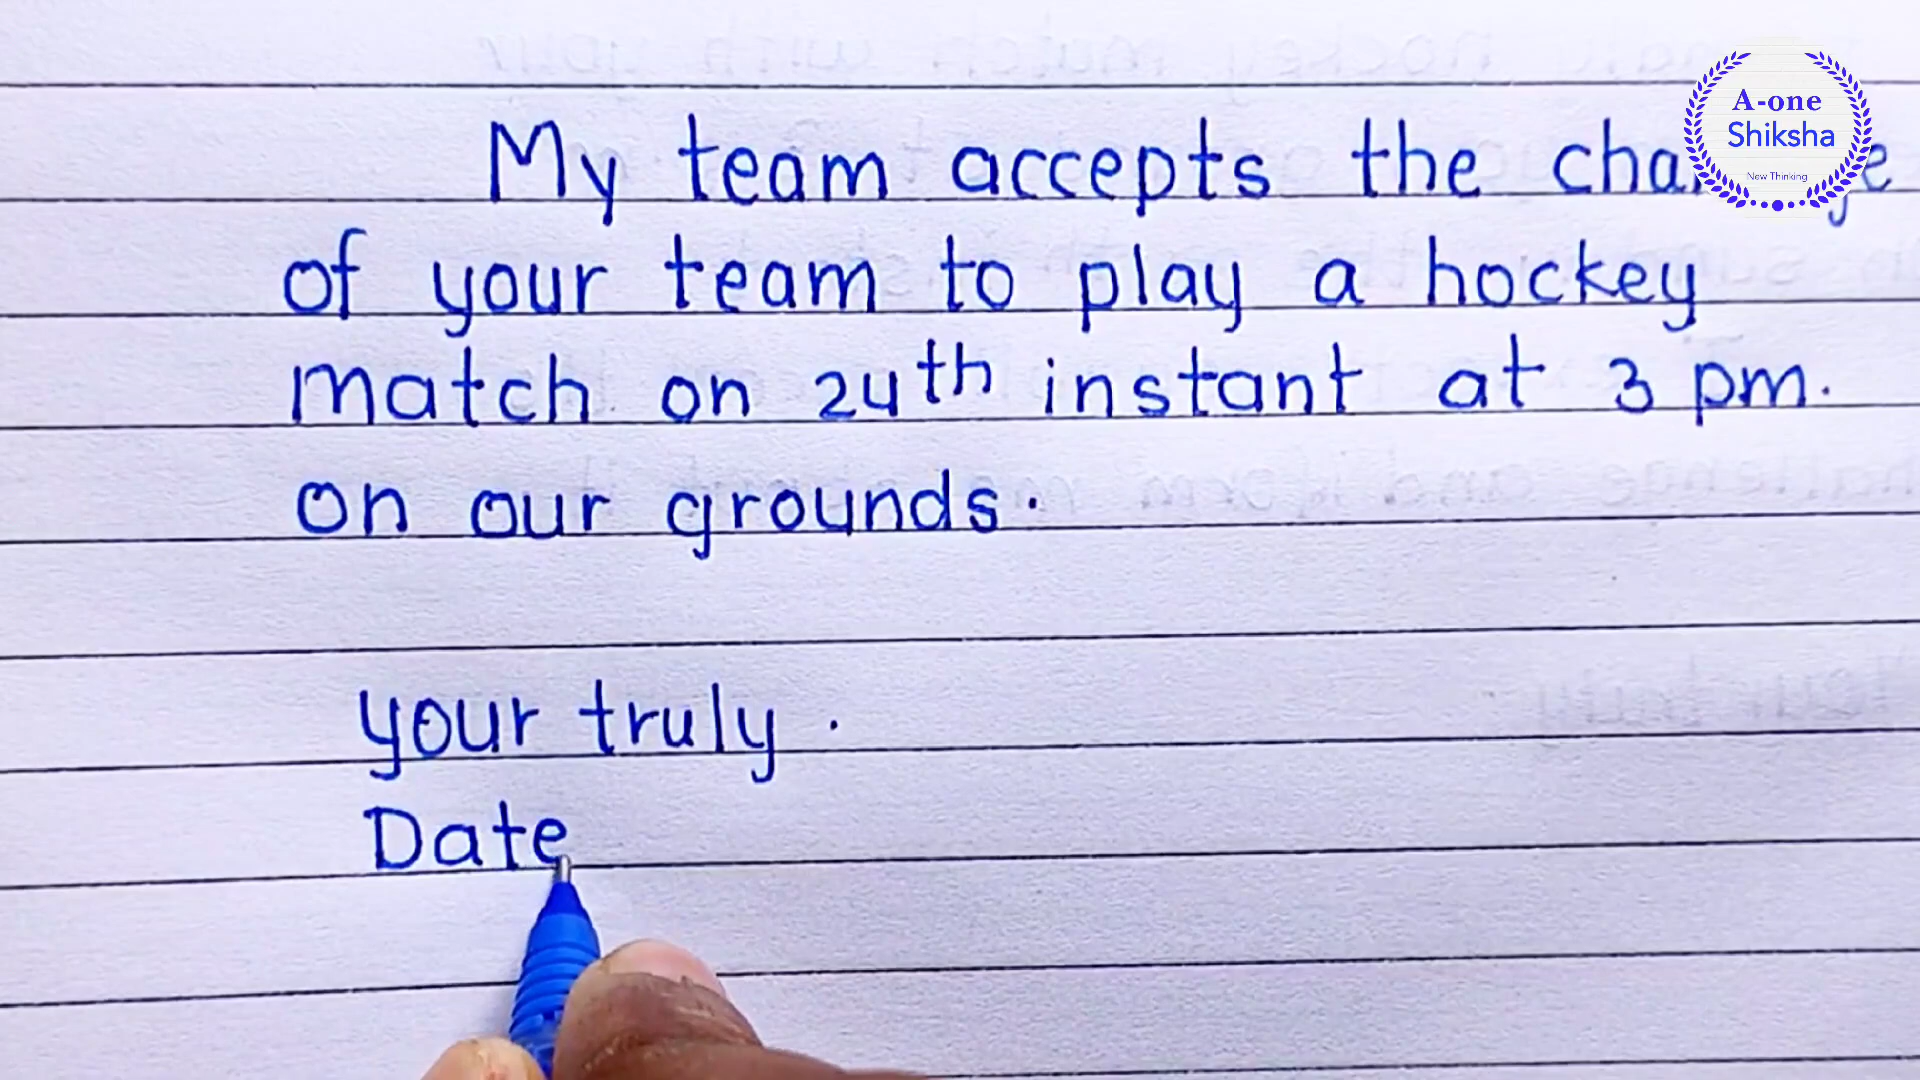 My team accepts the
of your team to play a hockey
match on 24th instant at 3 pm.
on our grounds.
your truly.
Date
A-one
Shiksha
New Thinking